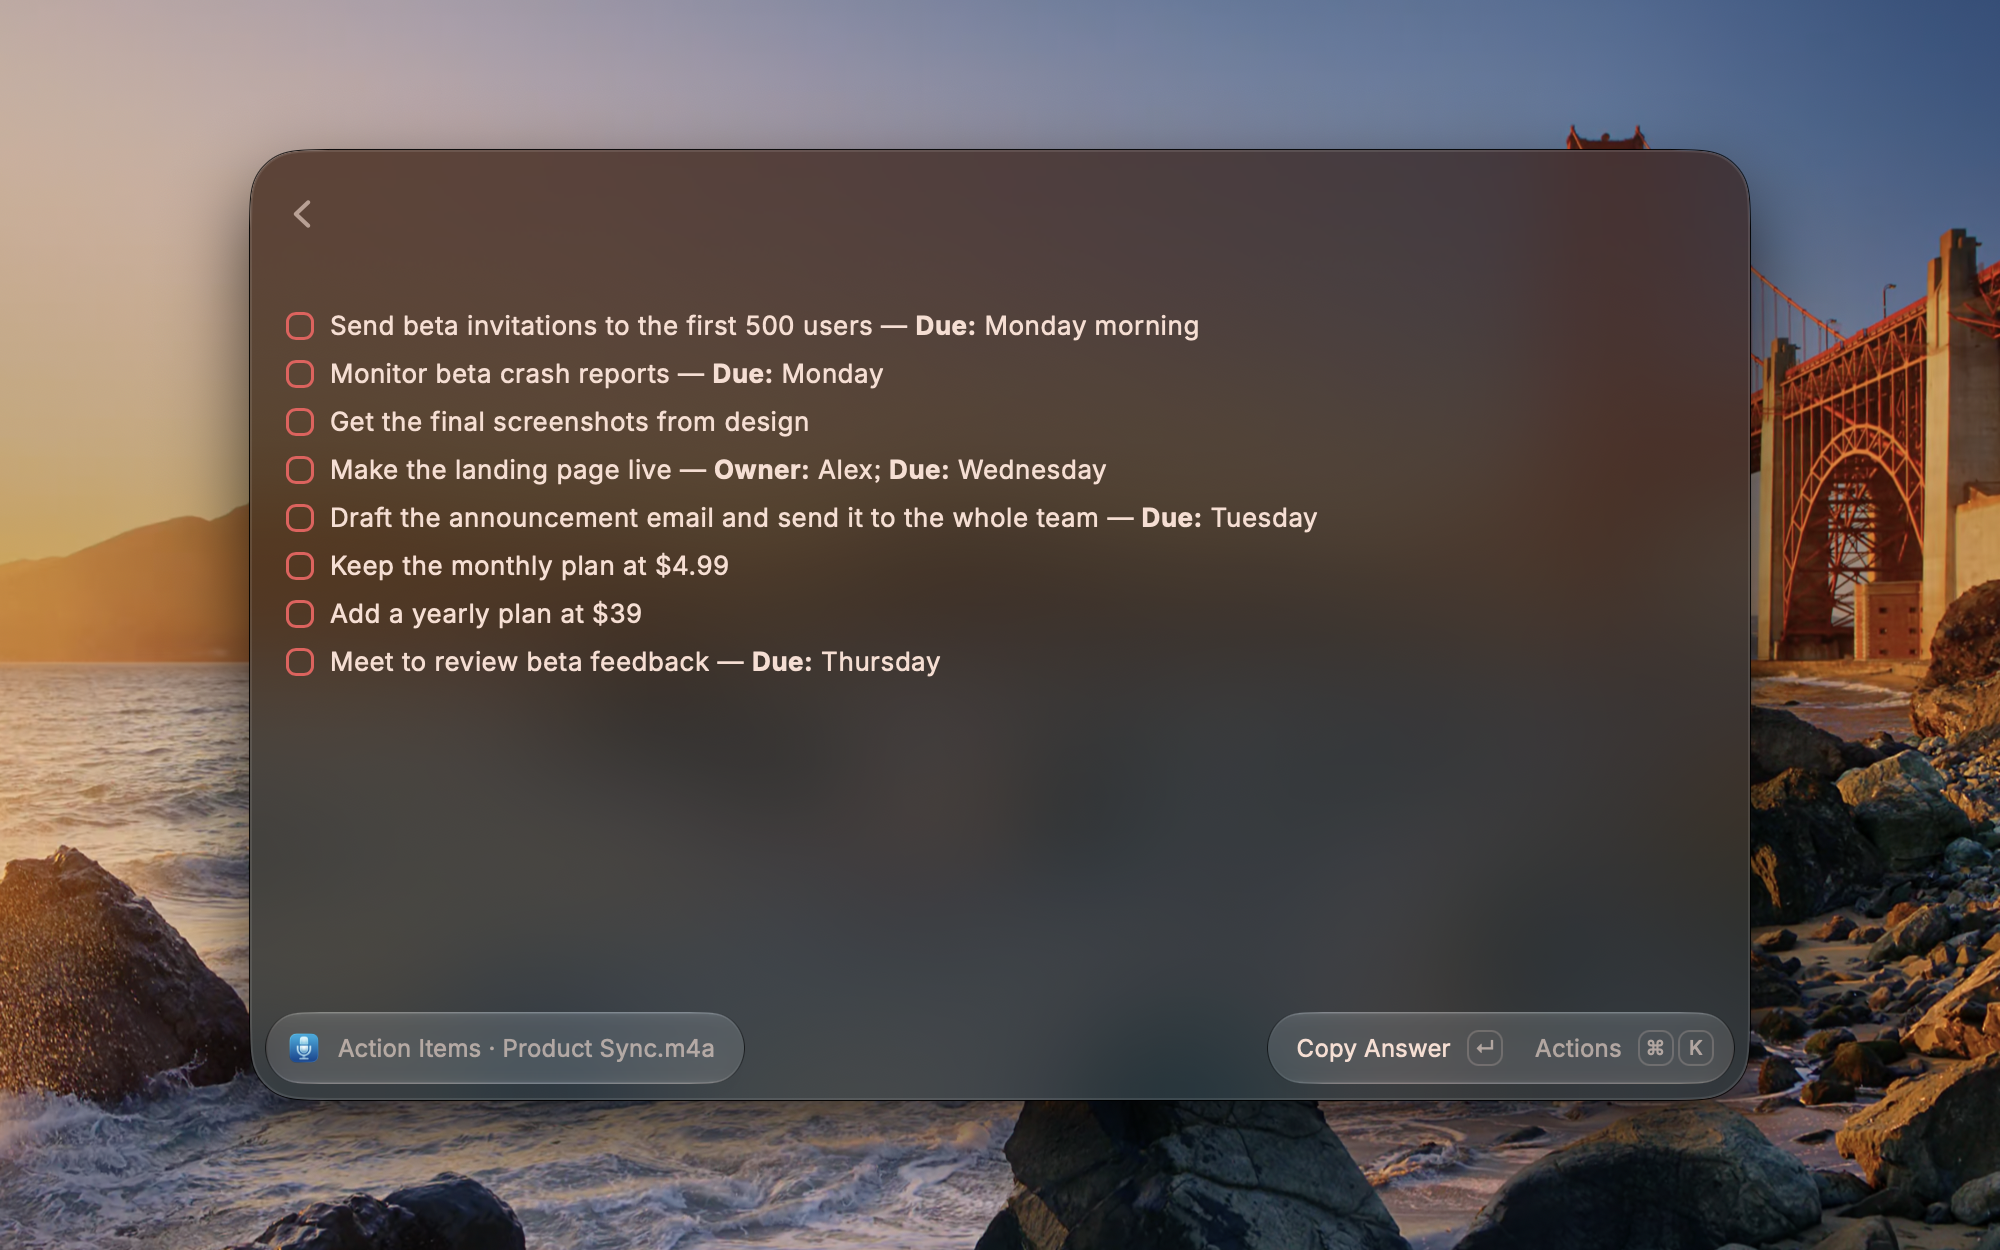 Send beta invitations to the first 500 users — Due: Monday morning
Monitor beta crash reports — Due: Monday
Get the final screenshots from design
Make the landing page live — Owner: Alex; Due: Wednesday
Draft the announcement email and send it to the whole team — Due: Tuesday
Keep the monthly plan at $4.99
Add a yearly plan at $39
Meet to review beta feedback — Due: Thursday
Action Items · Product Sync.m4a
Copy Answer ↵ Actions ⌘ K